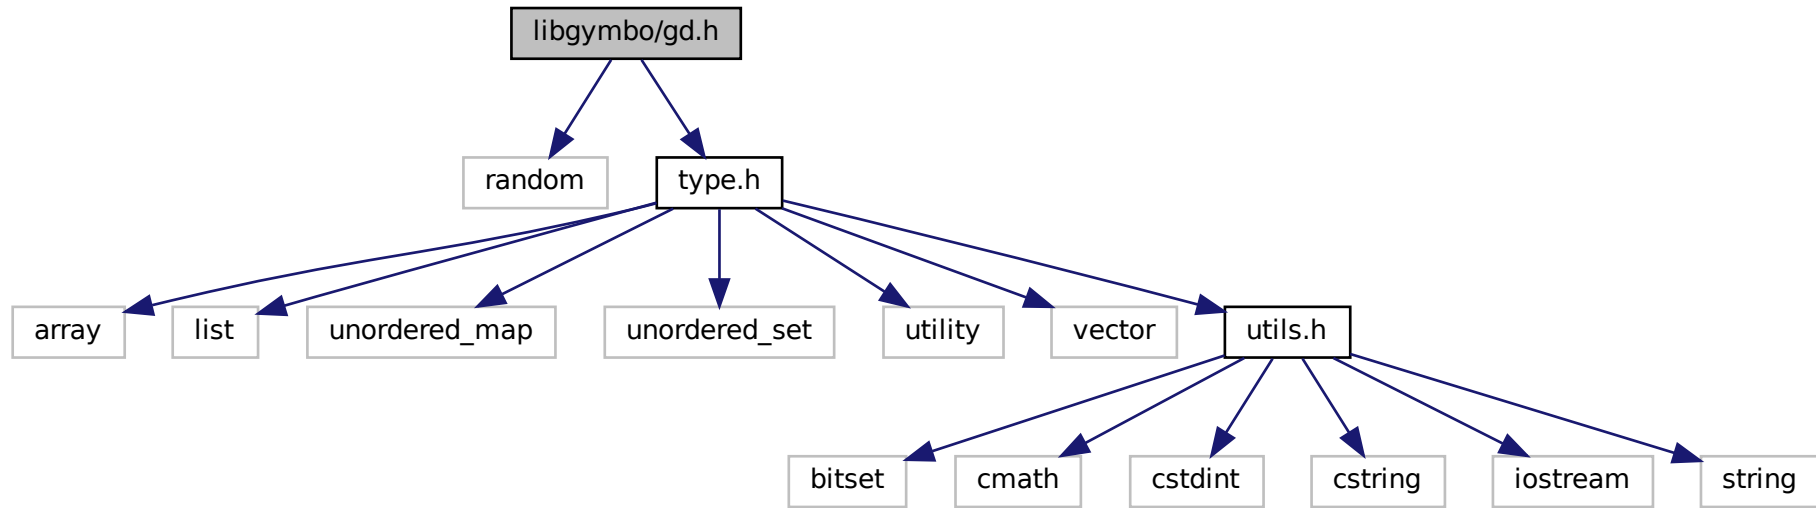 libgymbo/gd.h
random
type.h
array
list
unordered_map
unordered_set
utility
vector
utils.h
bitset
cmath
cstdint
cstring
iostream
string